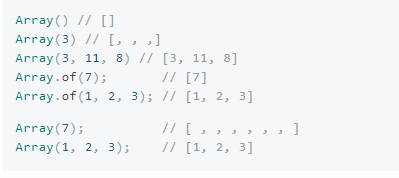 Array() // []
Array(3) // [, , ,]
Array(3, 11, 8) // [3, 11, 8]
Array.of(7);       // [7]
Array.of(1, 2, 3); // [1, 2, 3]
Array(7);          // [ , , , , , , ]
Array(1, 2, 3);    // [1, 2, 3]